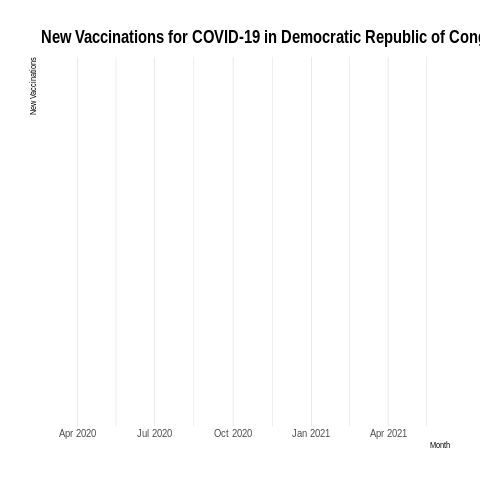 New Vaccinations for COVID-19 in Democratic Republic of Con
New Vaccinations
Apr 2020
Jul 2020
Oct 2020
Jan 2021
Apr 2021
Month